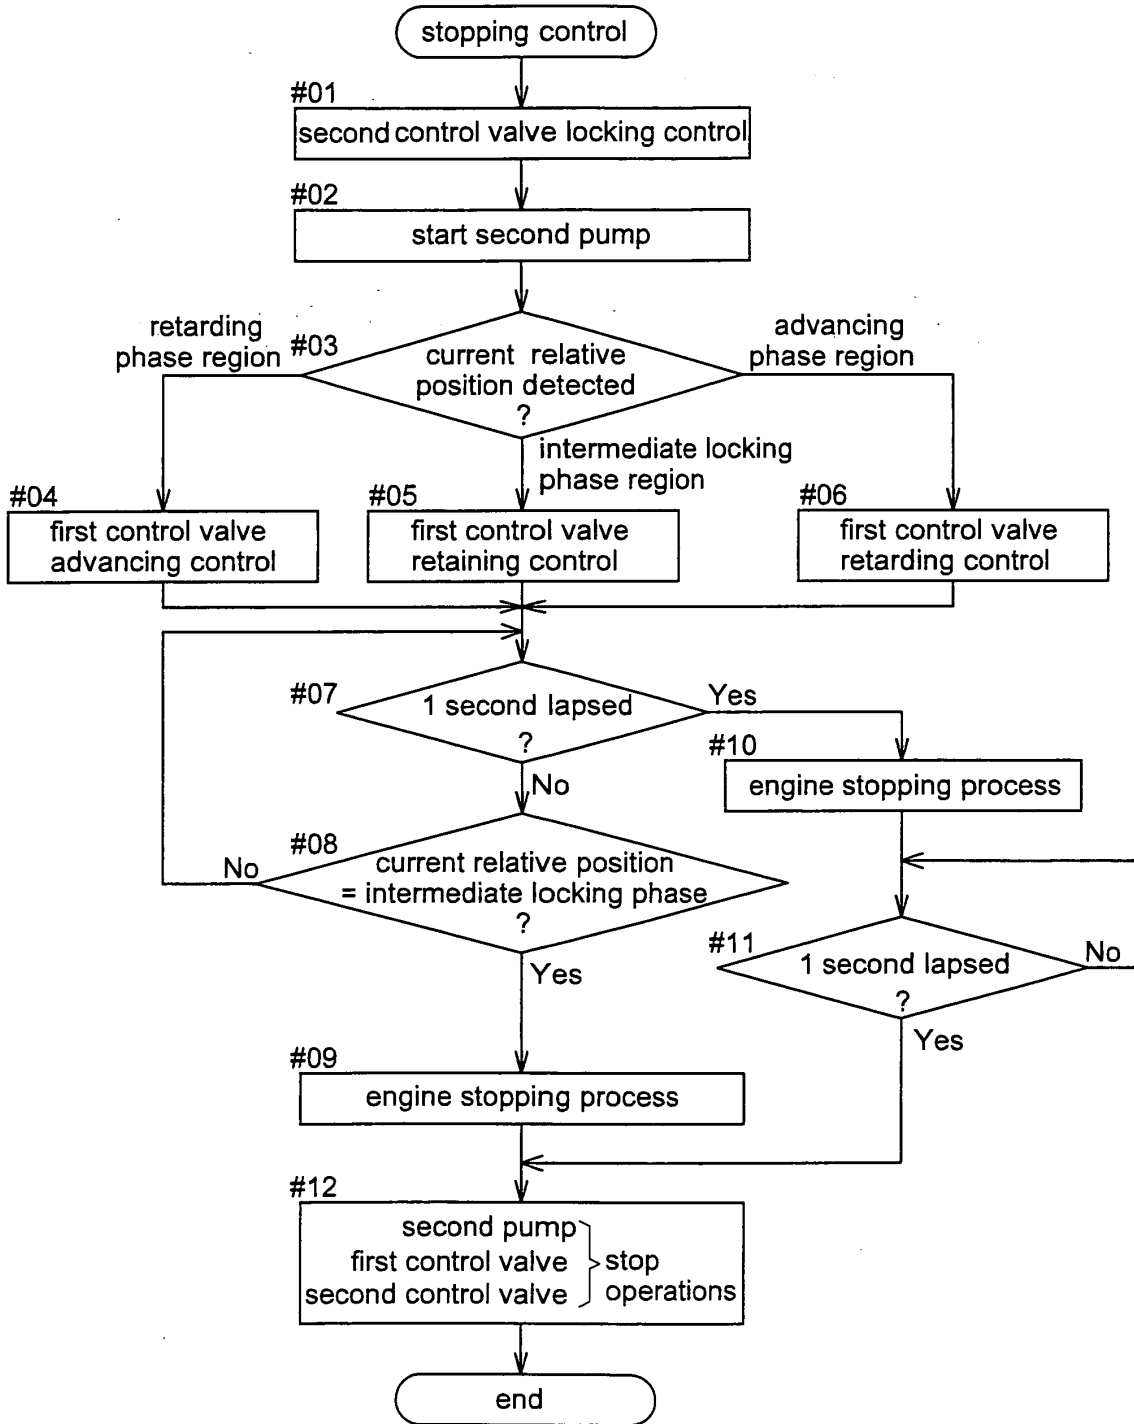 stopping control
#01
second control valve locking control
#02
start second pump
retarding
phase region
#03
current relative
position detected
?
advancing
phase region
intermediate locking
phase region
#04
first control valve
advancing control
#05
first control valve
retaining control
#06
first control valve
retarding control
#07
1 second lapsed
?
Yes
No
#10
engine stopping process
#08
current relative position
= intermediate locking phase
?
No
Yes
#11
1 second lapsed
?
No
Yes
#09
engine stopping process
#12
second pump
first control valve
second control valve
stop
operations
end